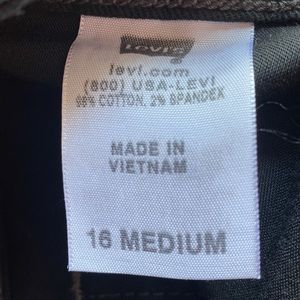 LEVI'S
levi.com
(800) USA-LEVI
98% COTTON, 2% SPANDEX
MADE IN
VIETNAM
16 MEDIUM